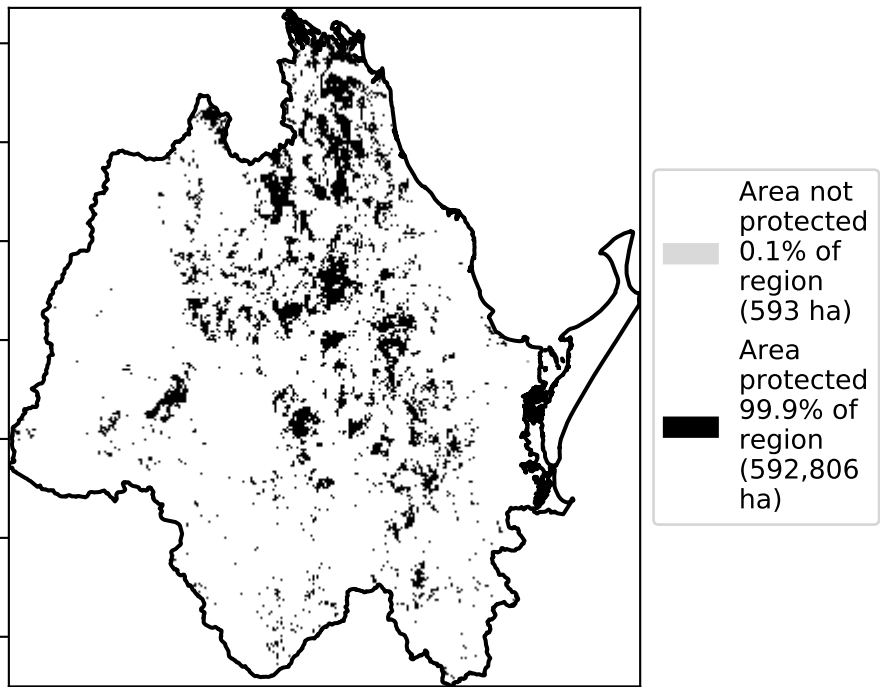 Area not
protected
0.1% of
region
(593 ha)
Area
protected
99.9% of
region
(592,806
ha)